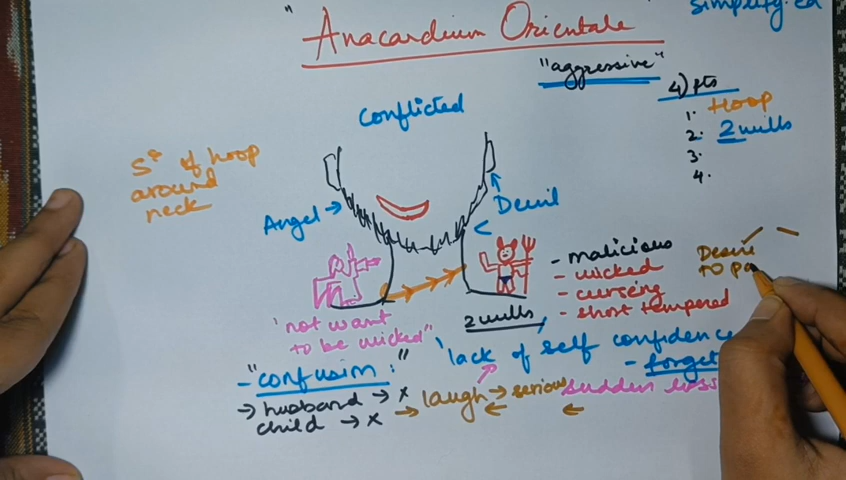 simplified
"Anacardium Orientale
"aggressive"
4) pts
1. Hoop
2. 2 wills
3.
4.
Conflicted
S* of hoop
around
neck
Angel →
Devil
'not want
to be wicked"
2 wills
- malicious
- wicked
- cursing
- short tempered
Desire
TO pa
'lack of self confidence
- forget
- "confusion:"
→ husband → x
child → x
→ laugh → serious
sudden loss